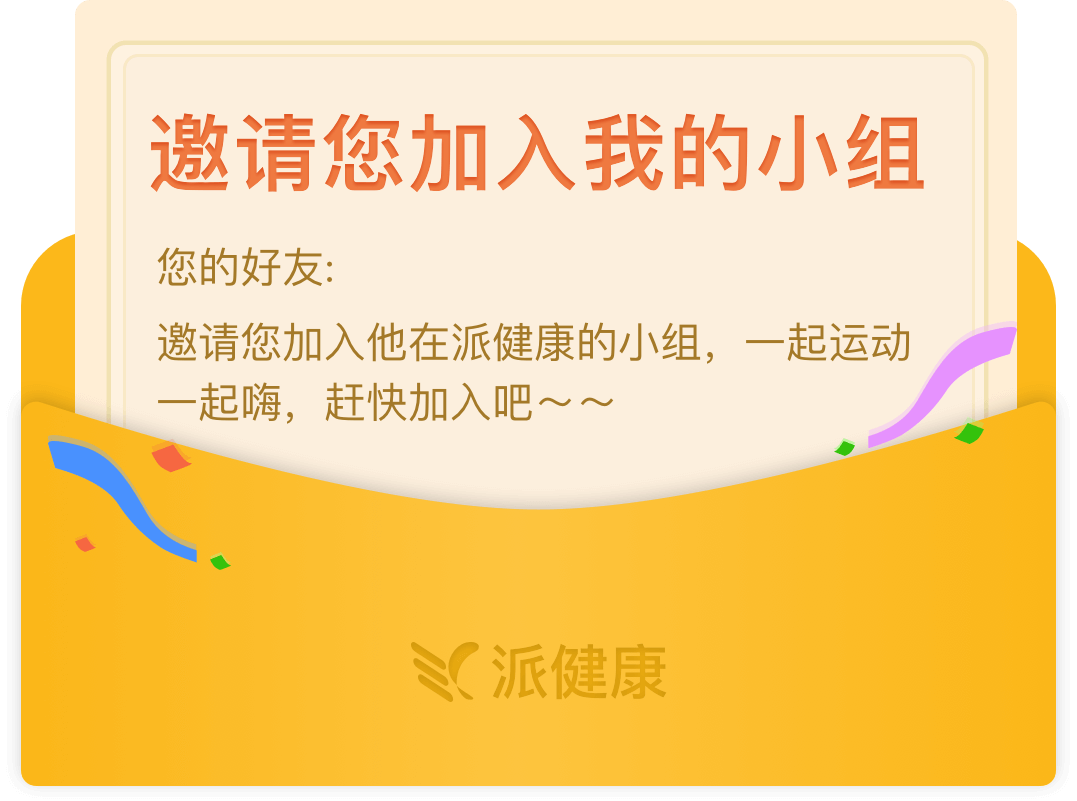 邀请您加入我的小组
您的好友:
邀请您加入他在派健康的小组，一起运动
一起嗨，赶快加入吧～～
派健康